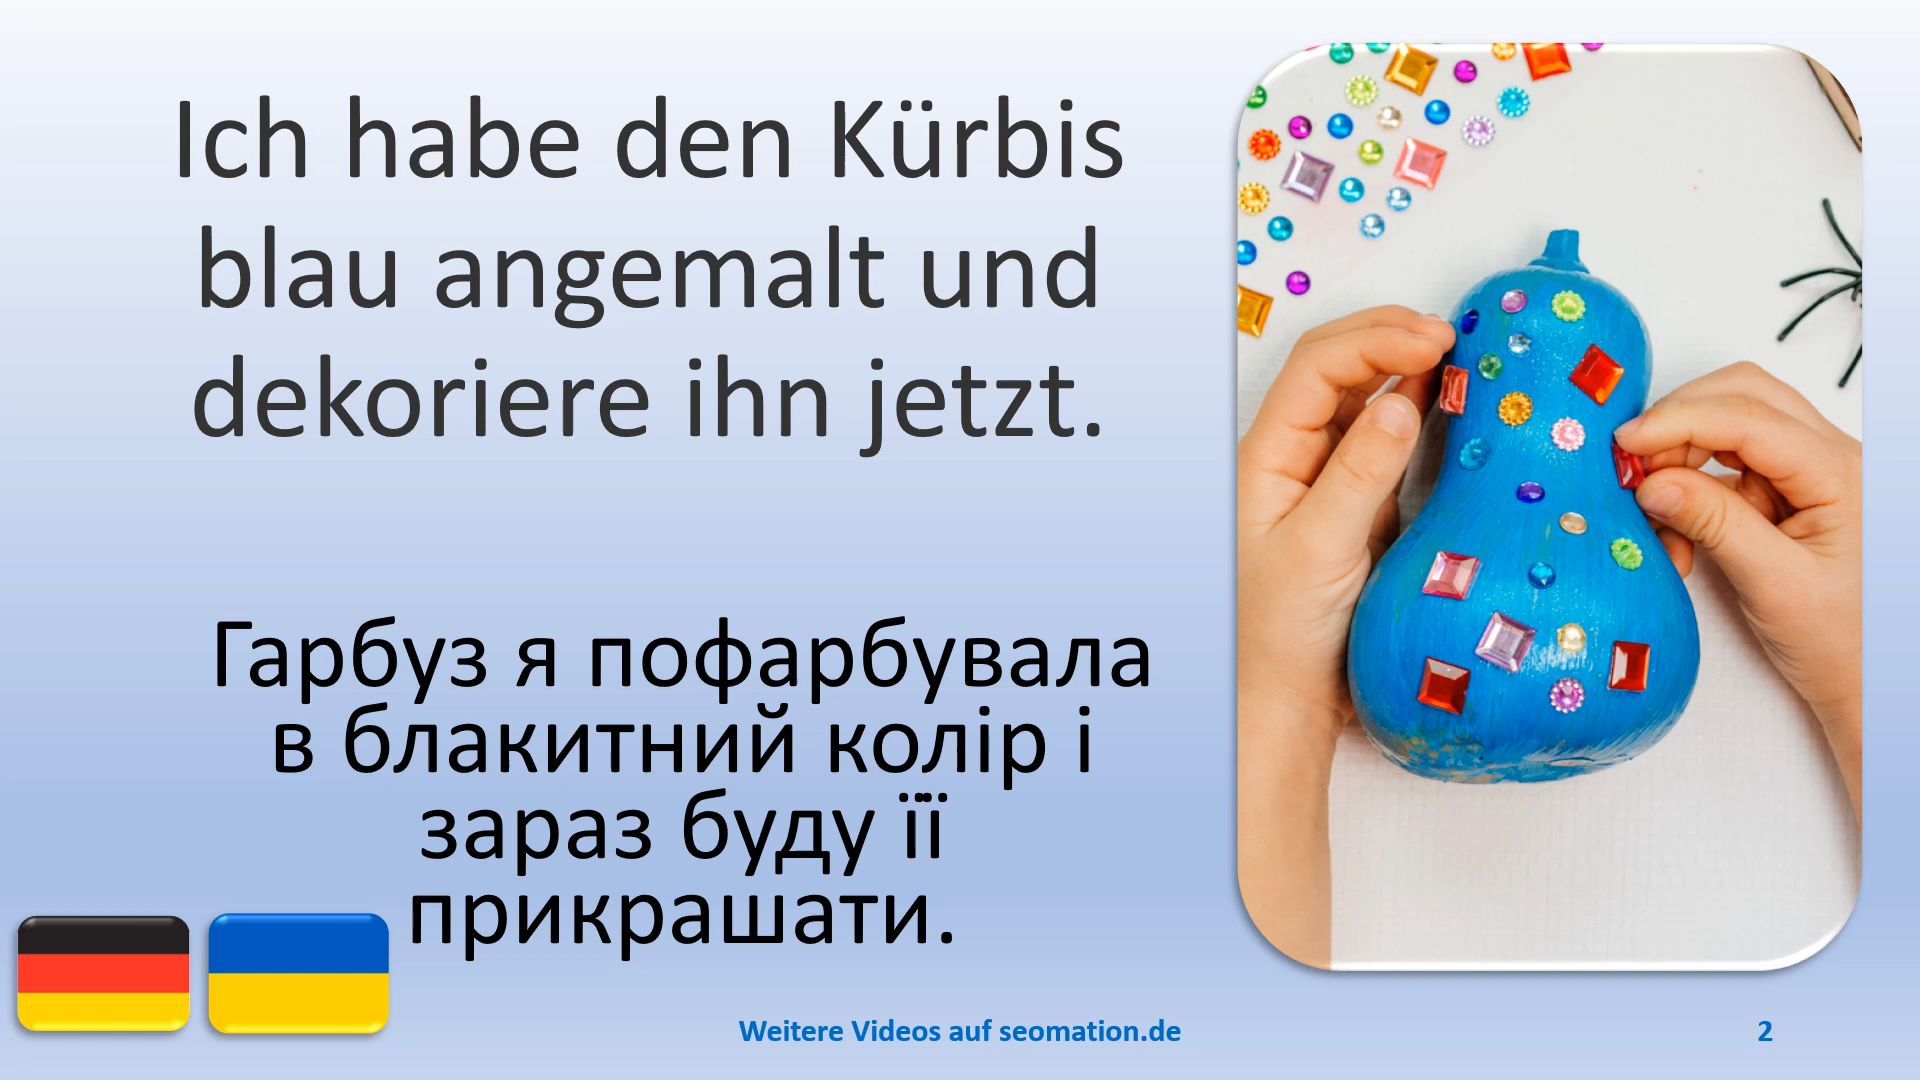 Ich habe den Kürbis
blau angemalt und
dekoriere ihn jetzt.
Гарбуз я пофарбувала
в блакитний колір і
зараз буду її
прикрашати.
Weitere Videos auf seomation.de
2